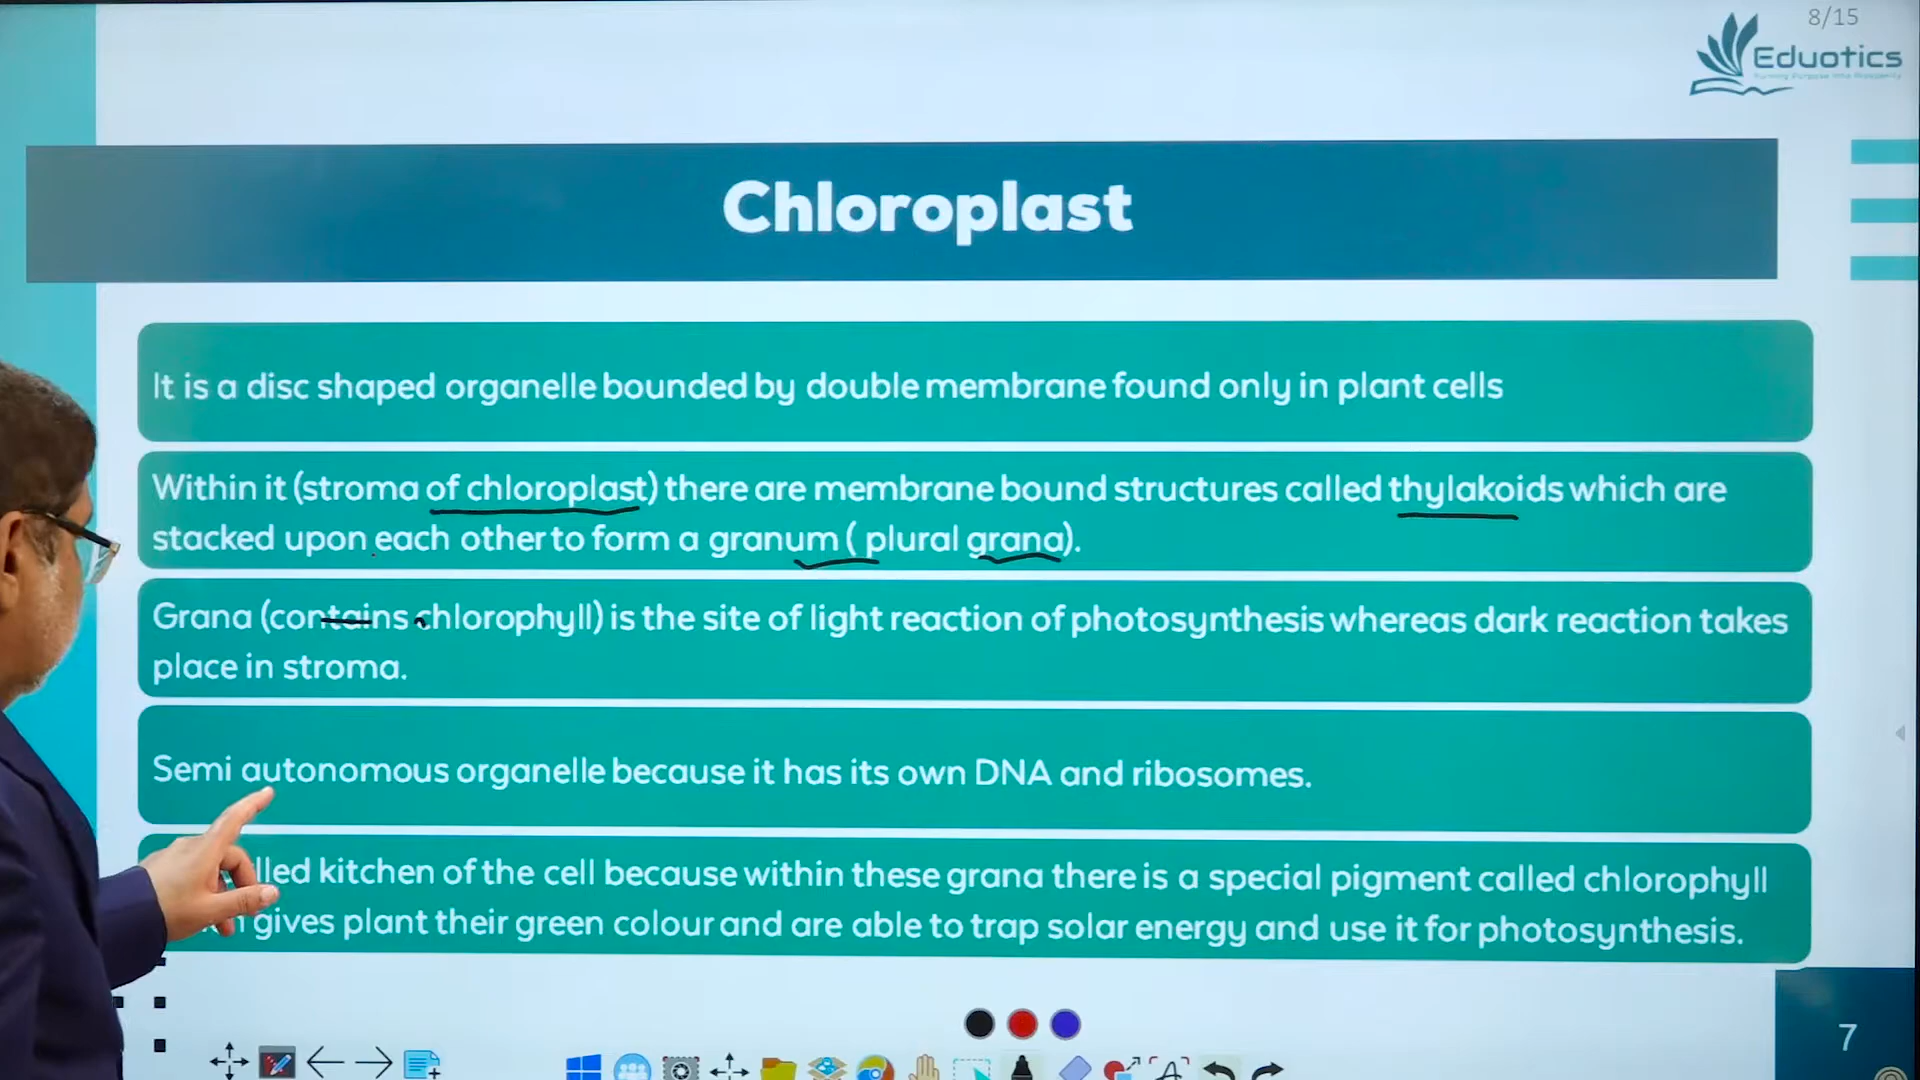 8/15
Eduotics
Turning Purpose Into Prosperity
Chloroplast
It is a disc shaped organelle bounded by double membrane found only in plant cells
Within it (stroma of chloroplast) there are membrane bound structures called thylakoids which are
stacked upon each other to form a granum ( plural grana).
Grana (contains chlorophyll) is the site of light reaction of photosynthesis whereas dark reaction takes
place in stroma.
Semi autonomous organelle because it has its own DNA and ribosomes.
kitchen of the cell because within these grana there is a special pigment called chlorophyll
gives plant their green colour and are able to trap solar energy and use it for photosynthesis.
7